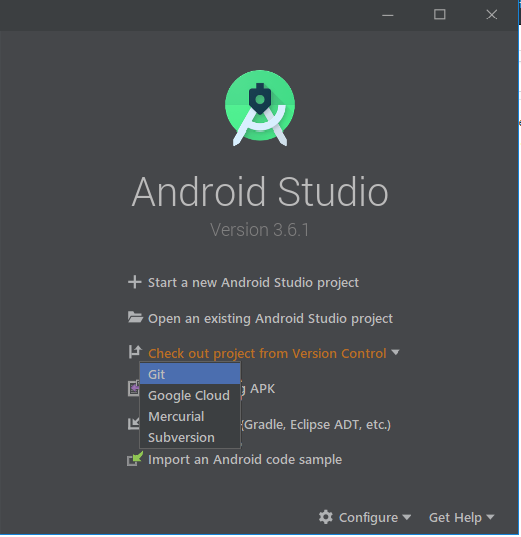 Android Studio
Version 3.6.1
Start a new Android Studio project
Open an existing Android Studio project
Check out project from Version Control
Git
Google Cloud
Mercurial
Subversion
APK
(Gradle, Eclipse ADT, etc.)
Import an Android code sample
Configure
Get Help